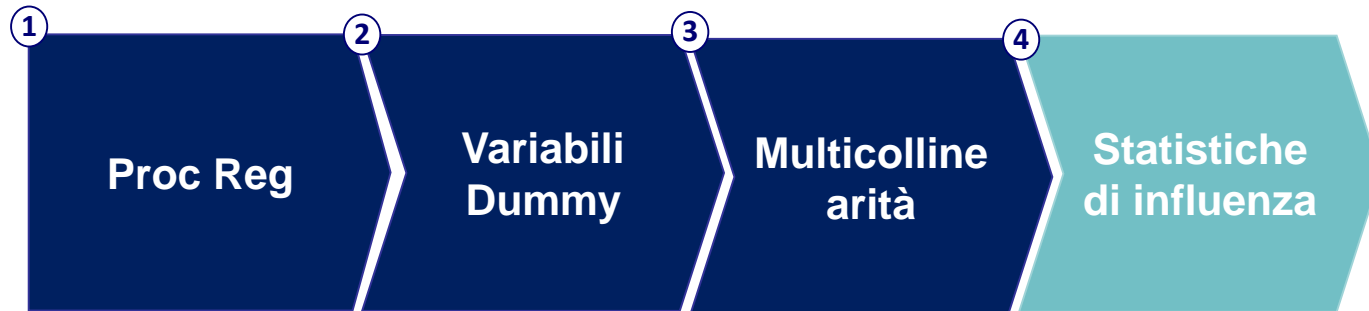 1
Proc Reg
2
Variabili
Dummy
3
Multicolline
arità
4
Statistiche
di influenza